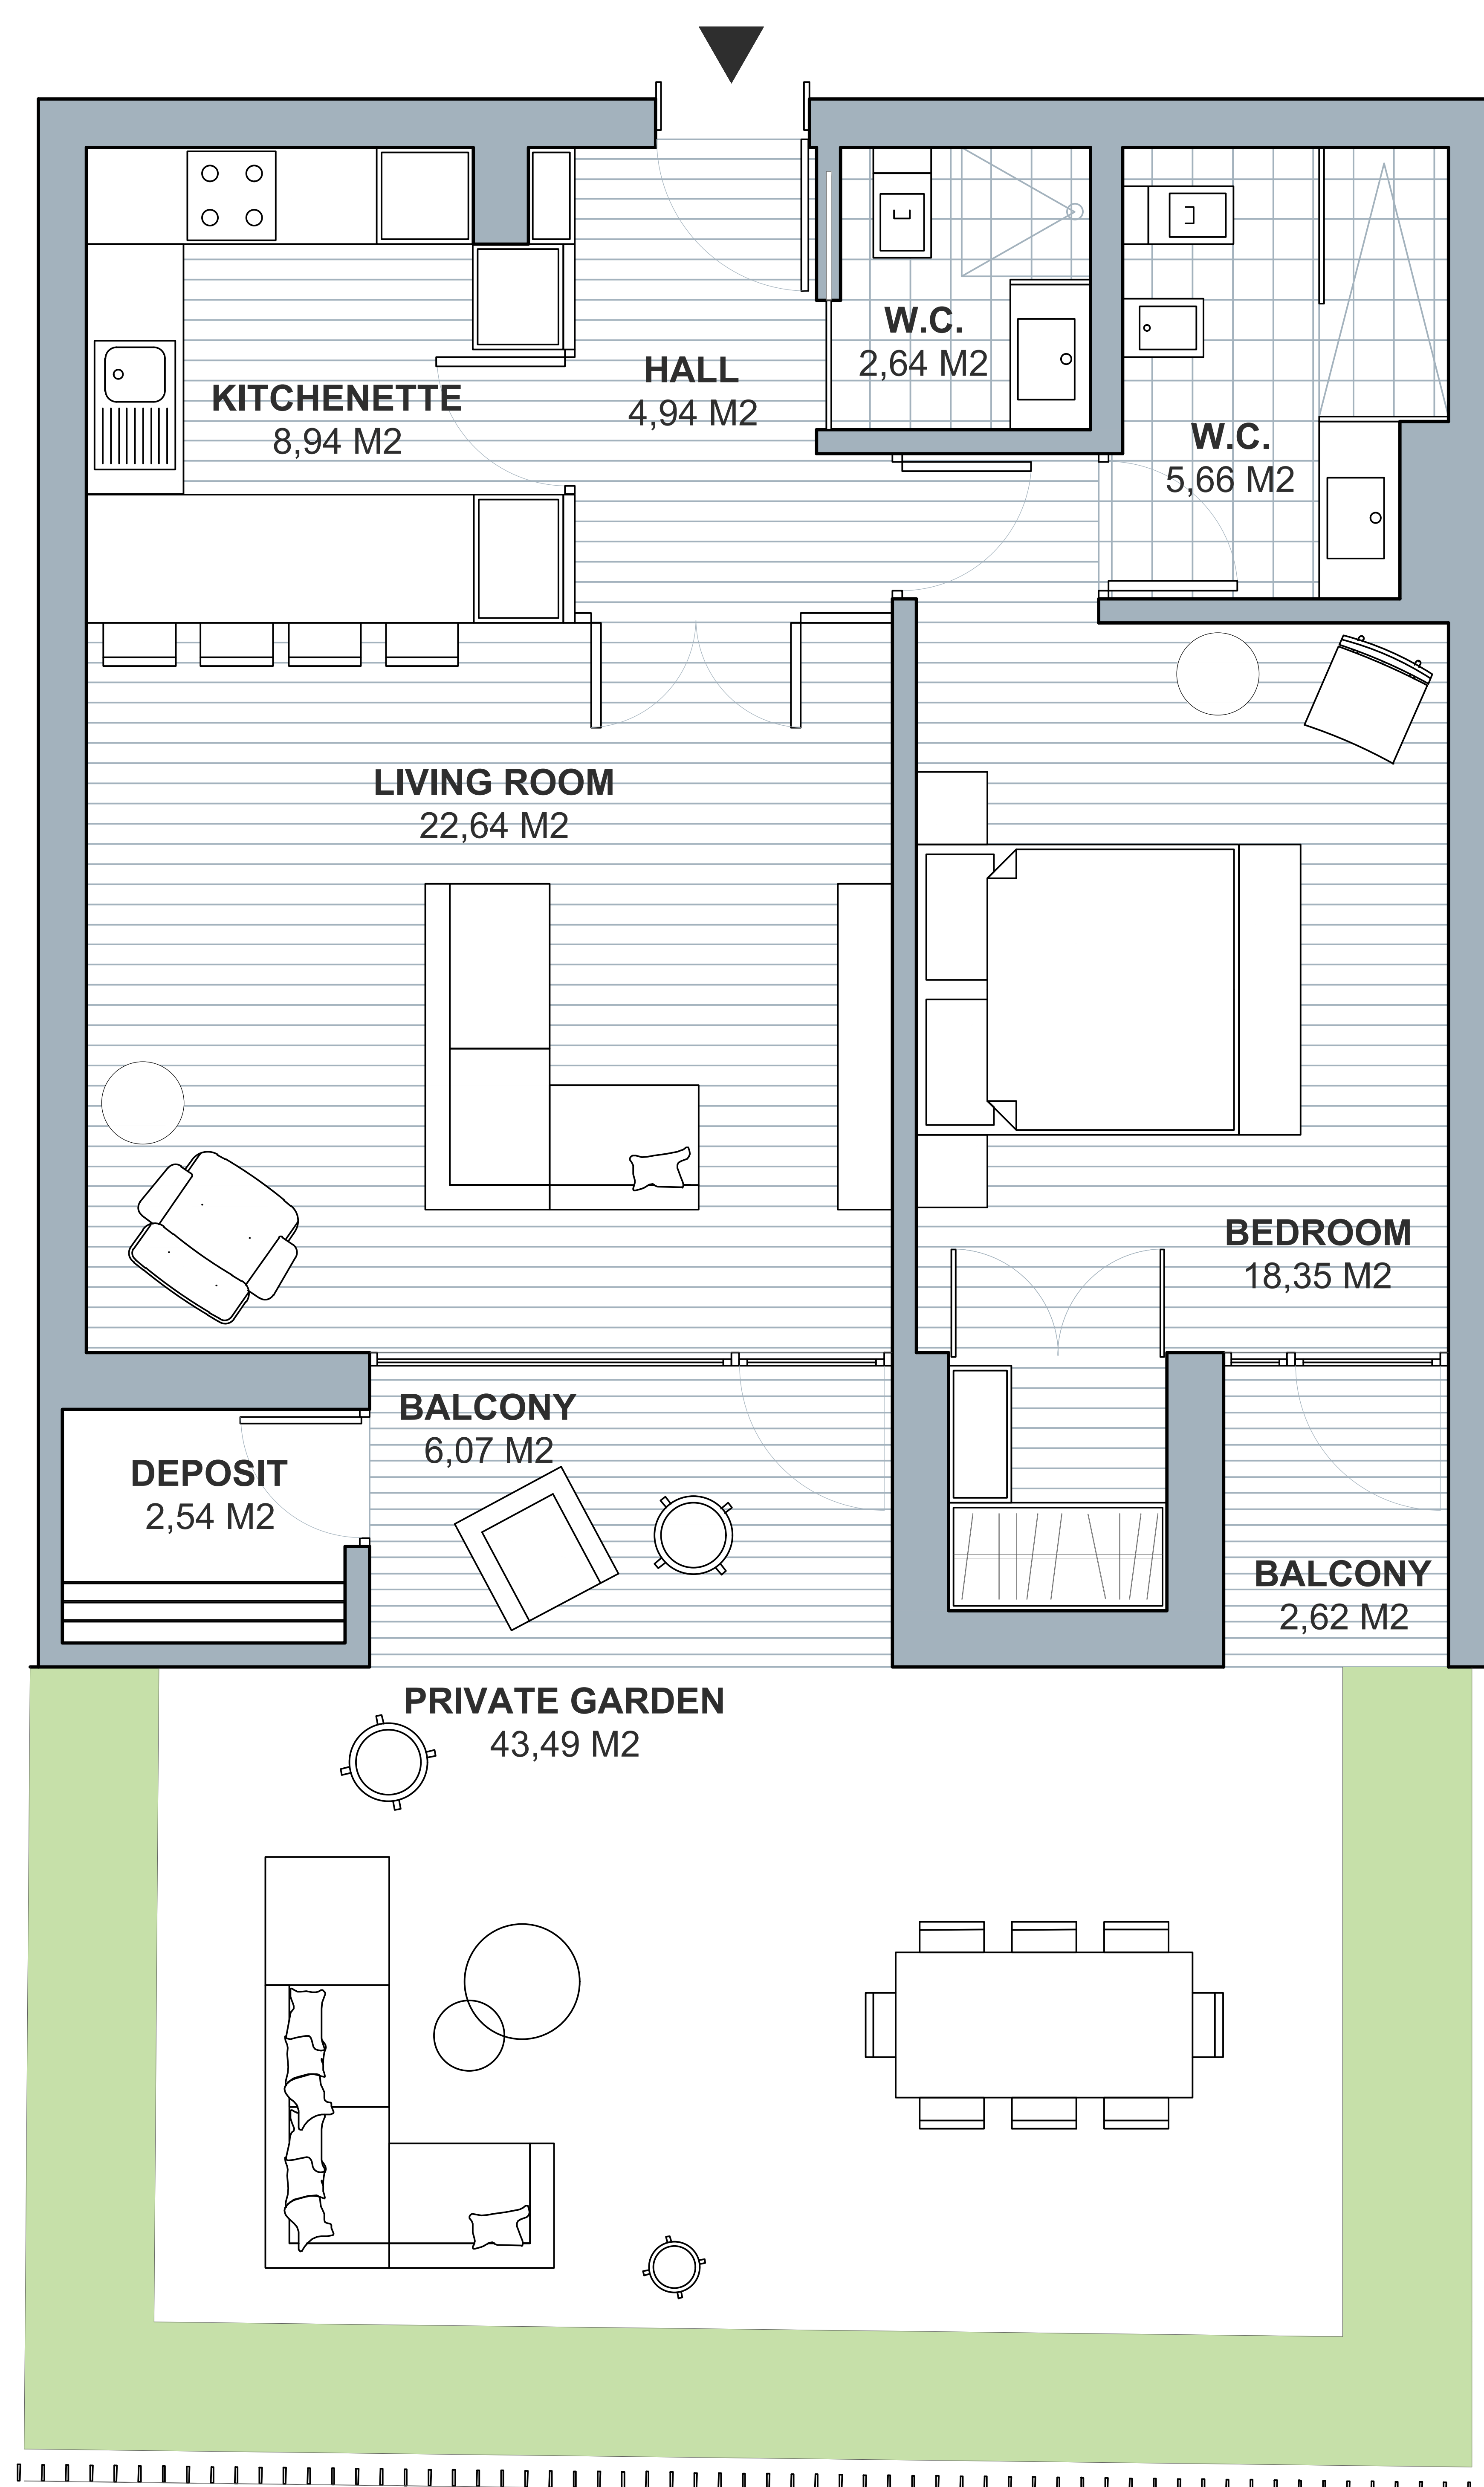 W.C.
2,64 M2
HALL
4,94 M2
KITCHENETTE
8,94 M2
W.C.
5,66 M2
LIVING ROOM
22,64 M2
BEDROOM
18,35 M2
BALCONY
6,07 M2
DEPOSIT
2,54 M2
BALCONY
2,62 M2
PRIVATE GARDEN
43,49 M2